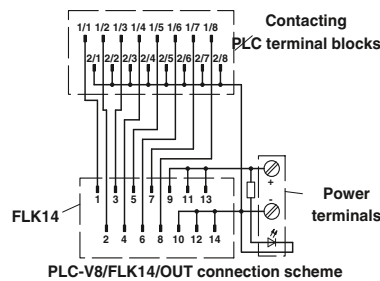 Contacting
PLC terminal blocks
1/1 1/2 1/3 1/4 1/5 1/6 1/7 1/8
2/1 2/2 2/3 2/4 2/5 2/6 2/7 2/8
+
1 3 5 7 9 11 13
Power
terminals
-
FLK14
2 4 6 8 10 12 14
PLC-V8/FLK14/OUT connection scheme